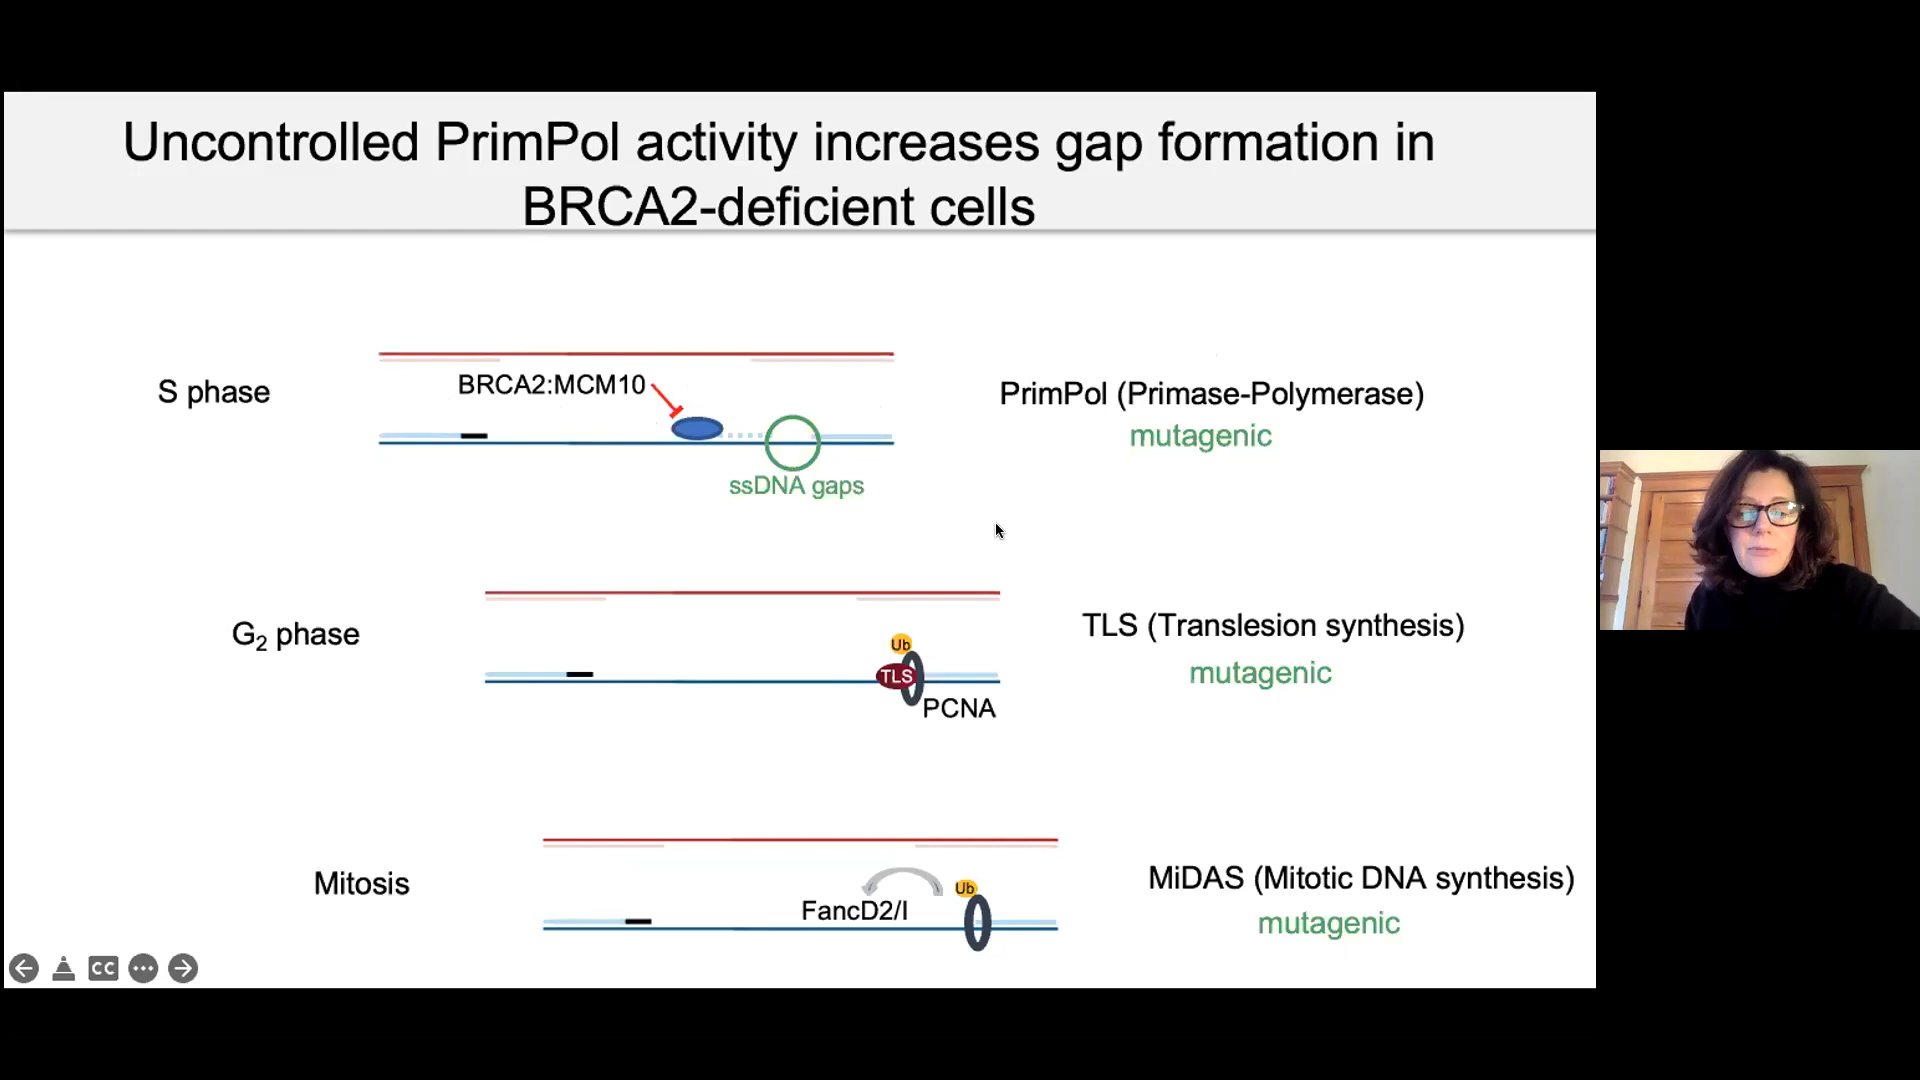 Uncontrolled PrimPol activity increases gap formation in
BRCA2-deficient cells
S phase
BRCA2:MCM10
ssDNA gaps
PrimPol (Primase-Polymerase)
mutagenic
G₂ phase
Ub
TLS
PCNA
TLS (Translesion synthesis)
mutagenic
Mitosis
FancD2/I
Ub
MiDAS (Mitotic DNA synthesis)
mutagenic
CC